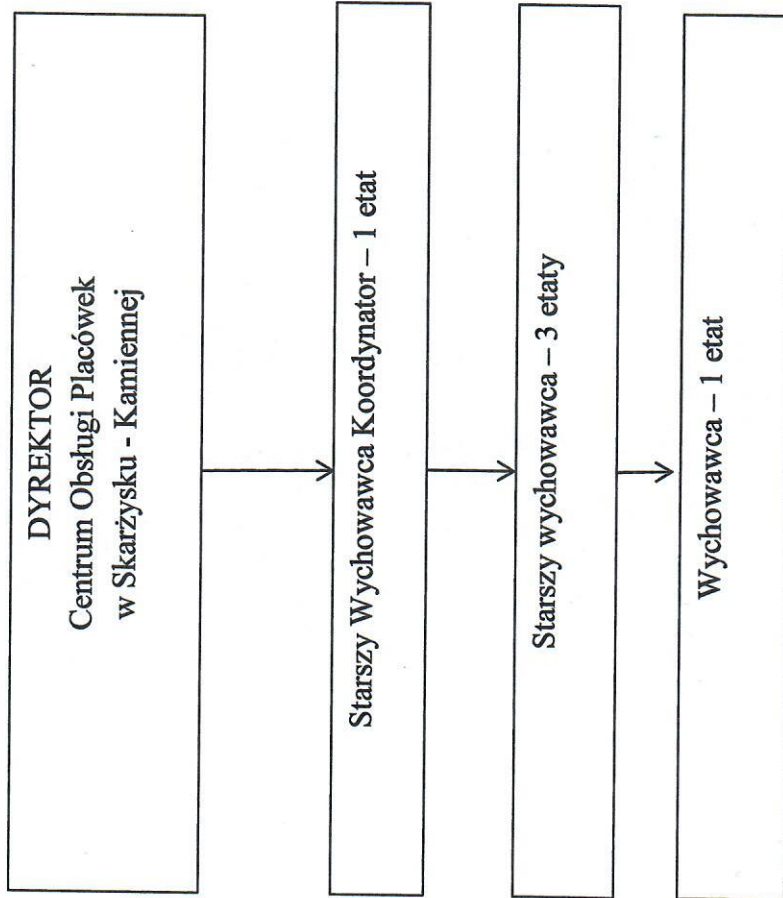 DYREKTOR
Centrum Obsługi Placówek
w Skarżysku - Kamiennej
Starszy Wychowawca Koordynator – 1 etat
Starszy wychowawca – 3 etaty
Wychowawca – 1 etat